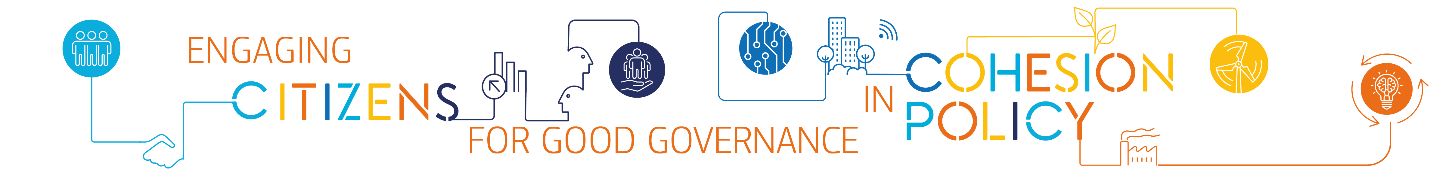 ENGAGING
CITIZENS
FOR GOOD GOVERNANCE
IN COHESION
POLICY